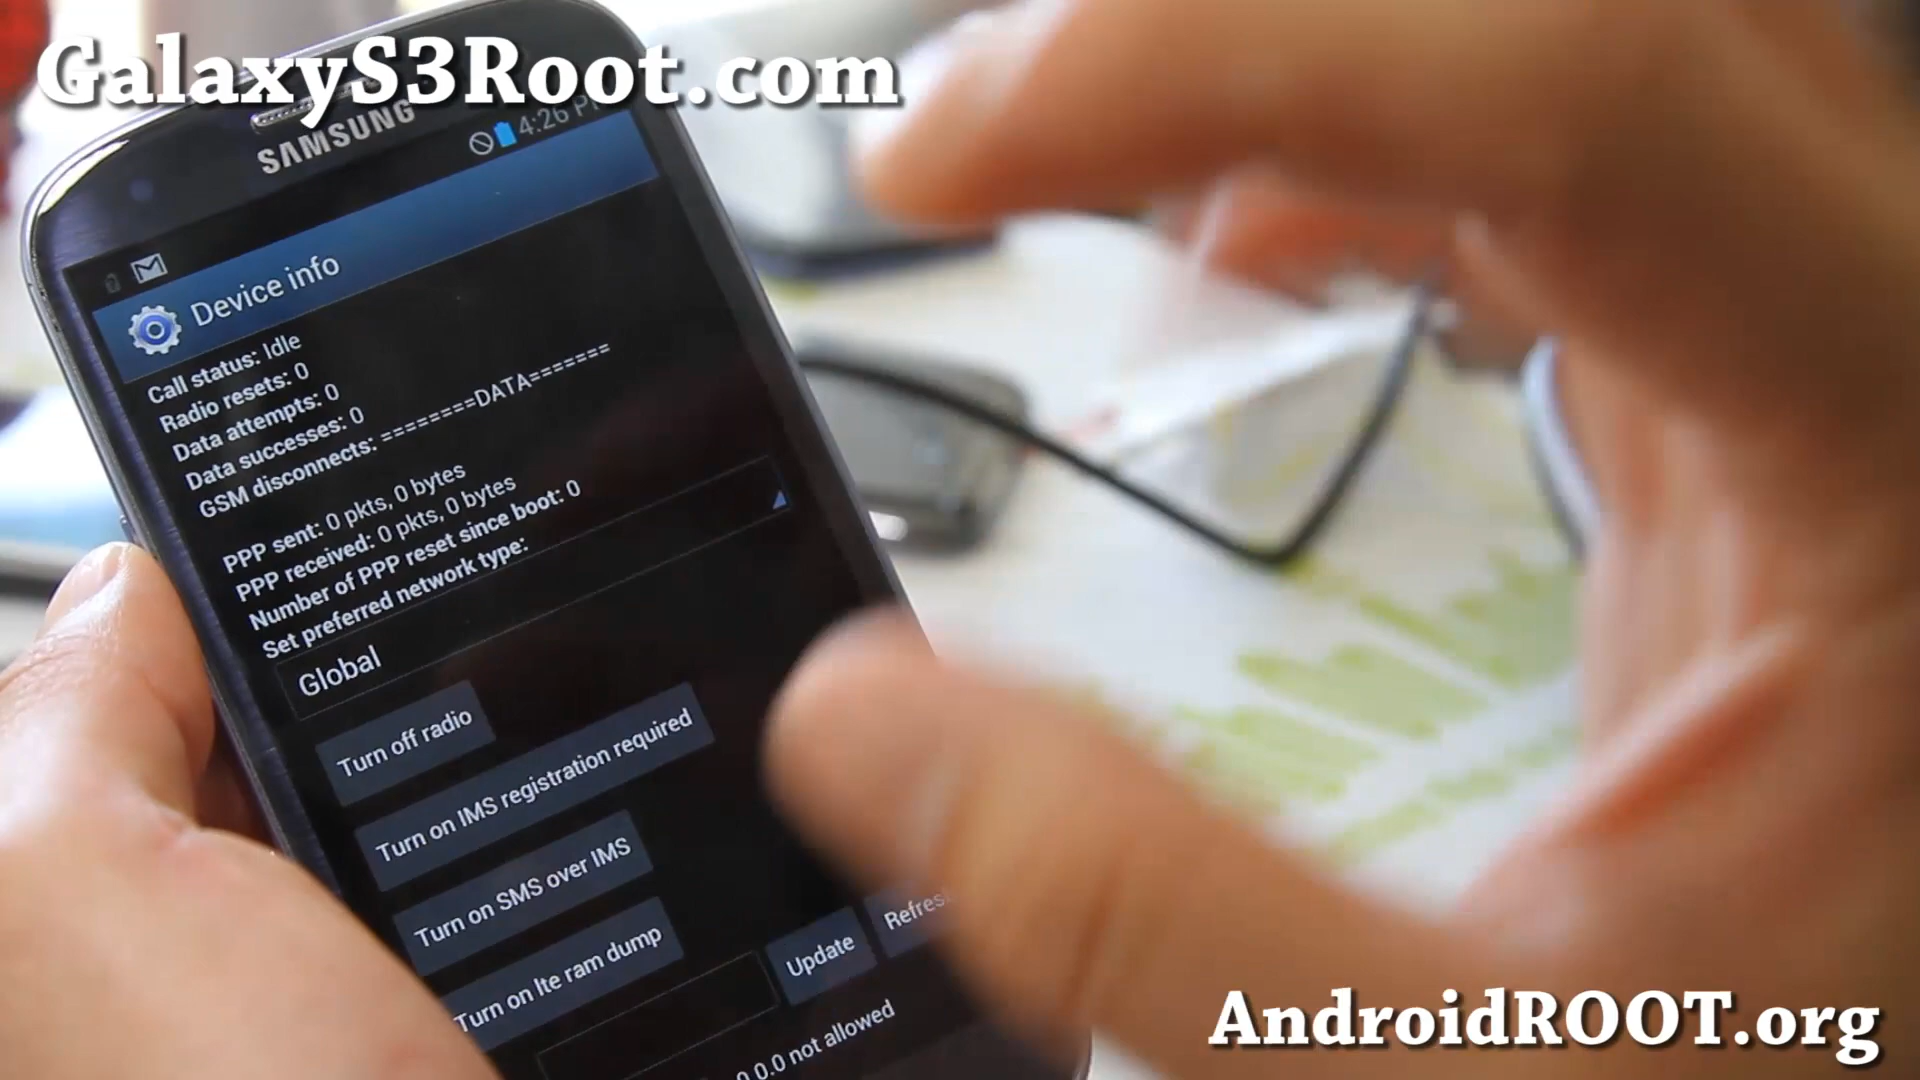 GalaxyS3Root.com
SAMSUNG
4:26
Device info
Call status: Idle
Radio resets: 0
Data attempts: 0
Data successes: 0
GSM disconnects: ========DATA=======
PPP sent: 0 pkts, 0 bytes
PPP received: 0 pkts, 0 bytes
Number of PPP reset since boot: 0
Set preferred network type:
Global
Turn off radio
Turn on IMS registration required
Turn on SMS over IMS
Turn on lte ram dump
Update
0.0.0 not allowed
AndroidROOT.org